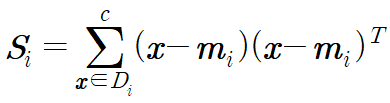 S_i = \sum_{x \in D_i}^{c} (x - m_i)(x - m_i)^T